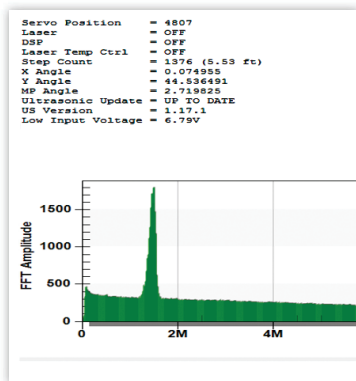 Servo Position = 4807
Laser = OFF
DSP = OFF
Laser Temp Ctrl = OFF
Step Count = 1376 (5.53 ft)
X Angle = 0.074955
Y Angle = 44.536491
MP Angle = 2.719825
Ultrasonic Update = UP TO DATE
US Version = 1.17.1
Low Input Voltage = 6.79V
FFT Amplitude
1500
1000
500
0
0 2M 4M